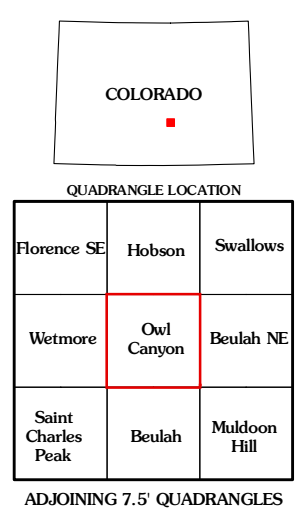 COLORADO
QUADRANGLE LOCATION
Florence SE
Hobson
Swallows
Wetmore
Owl
Canyon
Beulah NE
Saint
Charles
Peak
Beulah
Muldoon
Hill
ADJOINING 7.5' QUADRANGLES